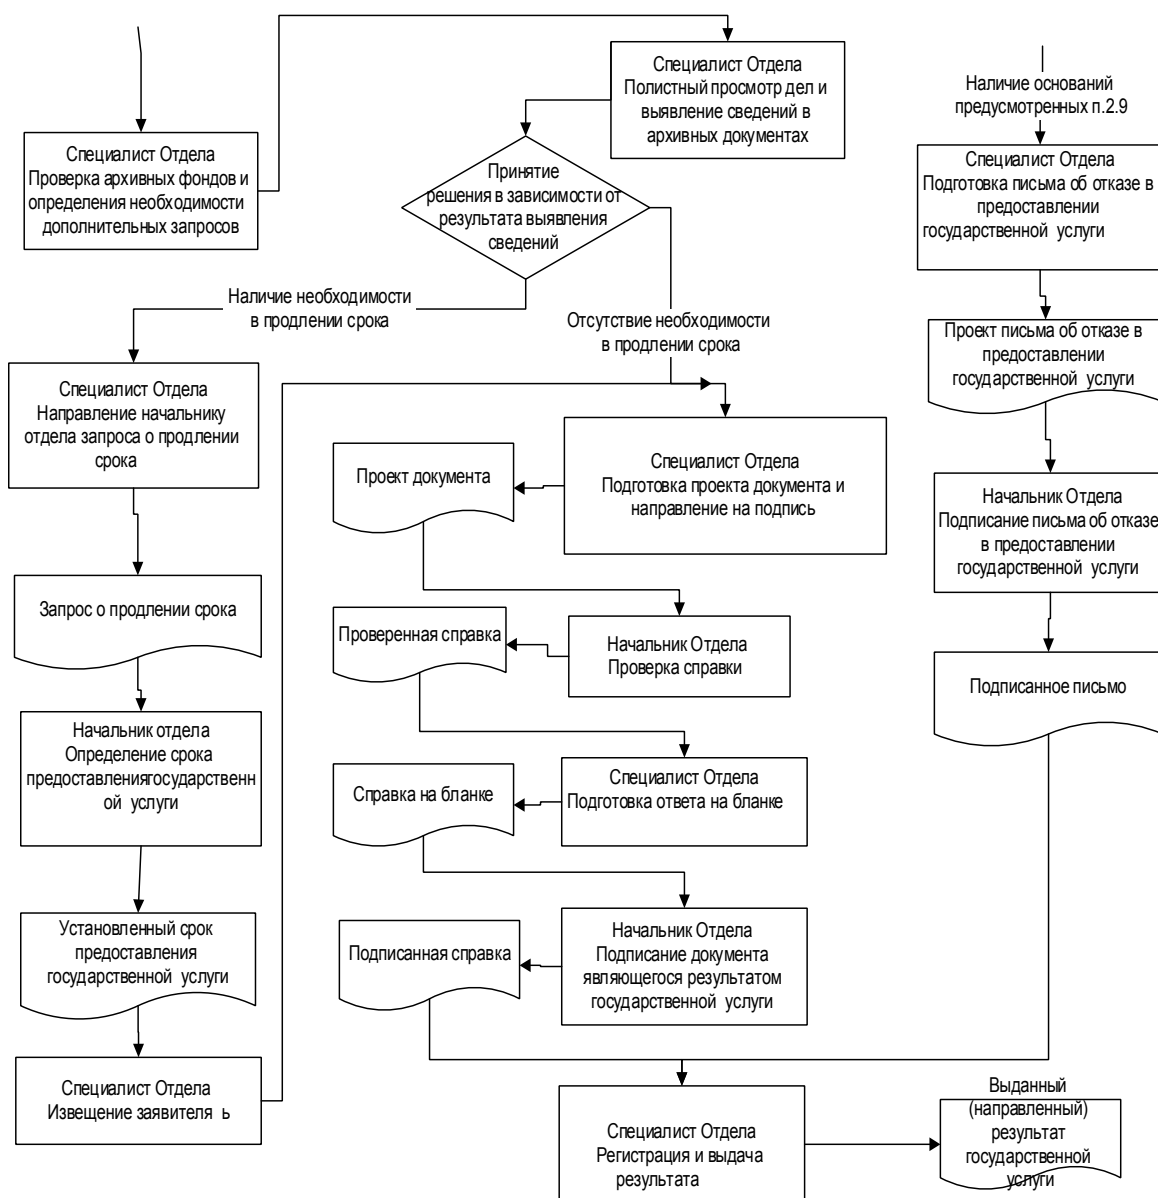 Специалист Отдела
Полистный просмотр дел и
выявление сведений в
архивных документах
Наличие оснований
предусмотренных п.2.9
Специалист Отдела
Проверка архивных фондов и
определения необходимости
дополнительных запросов
Принятие
решения в зависимости от
результата выявления
сведений
Специалист Отдела
Подготовка письма об отказе в
предоставлении
государственной услуги
Наличие необходимости
в продлении срока
Отсутствие необходимости
в продлении срока
Проект письма об отказе в
предоставлении
государственной услуги
Специалист Отдела
Направление начальнику
отдела запроса о продлении
срока
Проект документа
Специалист Отдела
Подготовка проекта документа и
направление на подпись
Начальник Отдела
Подписание письма об отказе
в предоставлении
государственной услуги
Запрос о продлении срока
Проверенная справка
Начальник Отдела
Проверка справки
Подписанное письмо
Начальник отдела
Определение срока
предоставлениягосударственн
ой услуги
Справка на бланке
Специалист Отдела
Подготовка ответа на бланке
Установленный срок
предоставления
государственной услуги
Подписанная справка
Начальник Отдела
Подписание документа
являющегося результатом
государственной услуги
Специалист Отдела
Извещение заявителя ь
Специалист Отдела
Регистрация и выдача
результата
Выданный
(направленный)
результат
государственной
услуги